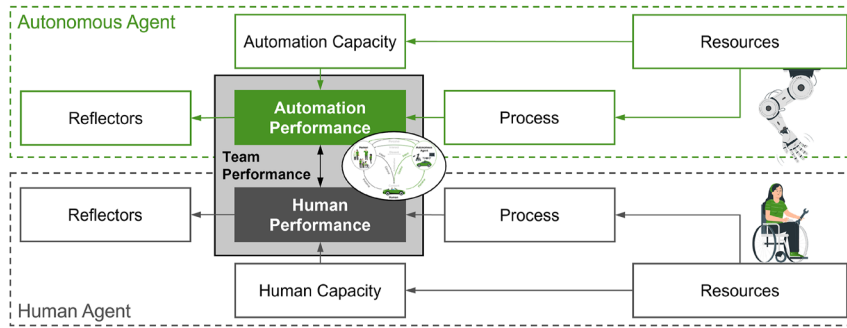 Autonomous Agent
Automation Capacity
Resources
Reflectors
Automation
Performance
Process
Team
Performance
Reflectors
Human
Performance
Process
Human Capacity
Resources
Human Agent